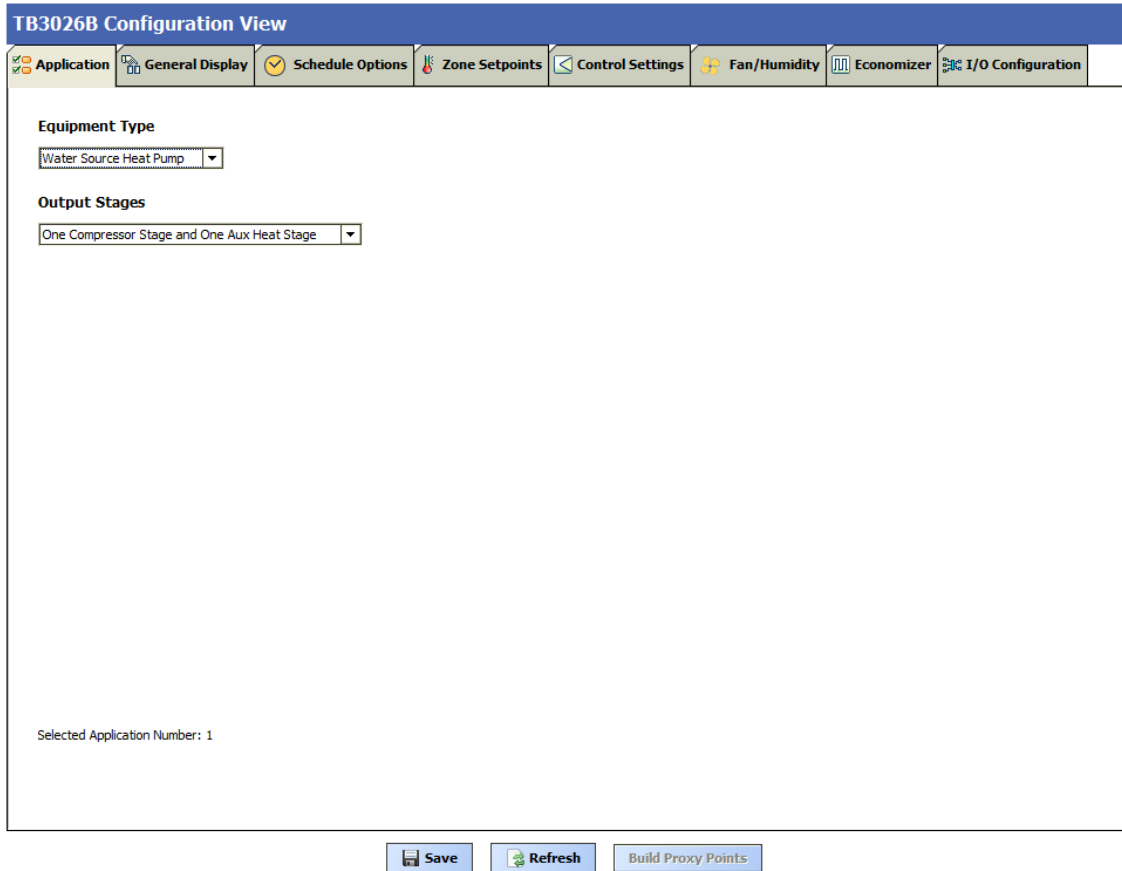 TB3026B Configuration View
Application General Display Schedule Options Zone Setpoints Control Settings Fan/Humidity Economizer I/O Configuration
Equipment Type
Water Source Heat Pump
Output Stages
One Compressor Stage and One Aux Heat Stage
Selected Application Number: 1
Save Refresh Build Proxy Points